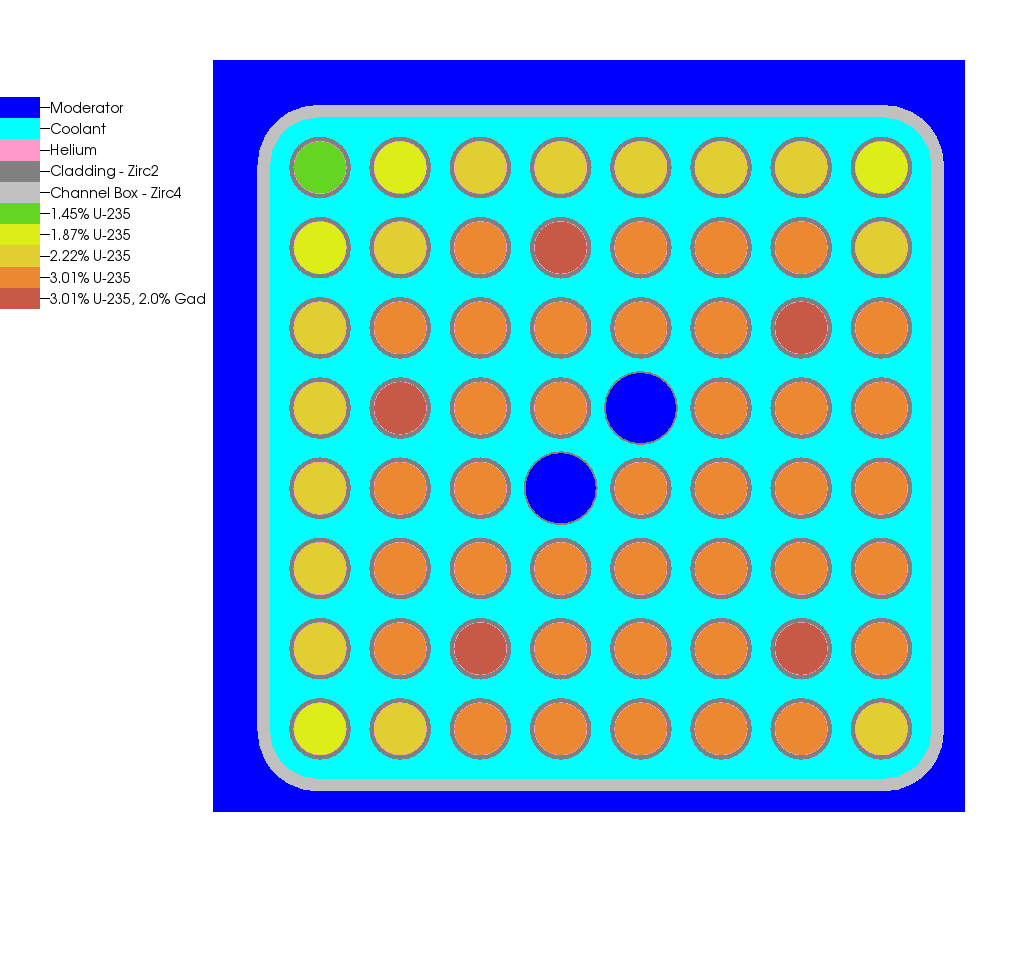 Moderator
Coolant
Helium
Cladding - Zirc2
Channel Box - Zirc4
1.45% U-235
1.87% U-235
2.22% U-235
3.01% U-235
3.01% U-235, 2.0% Gad